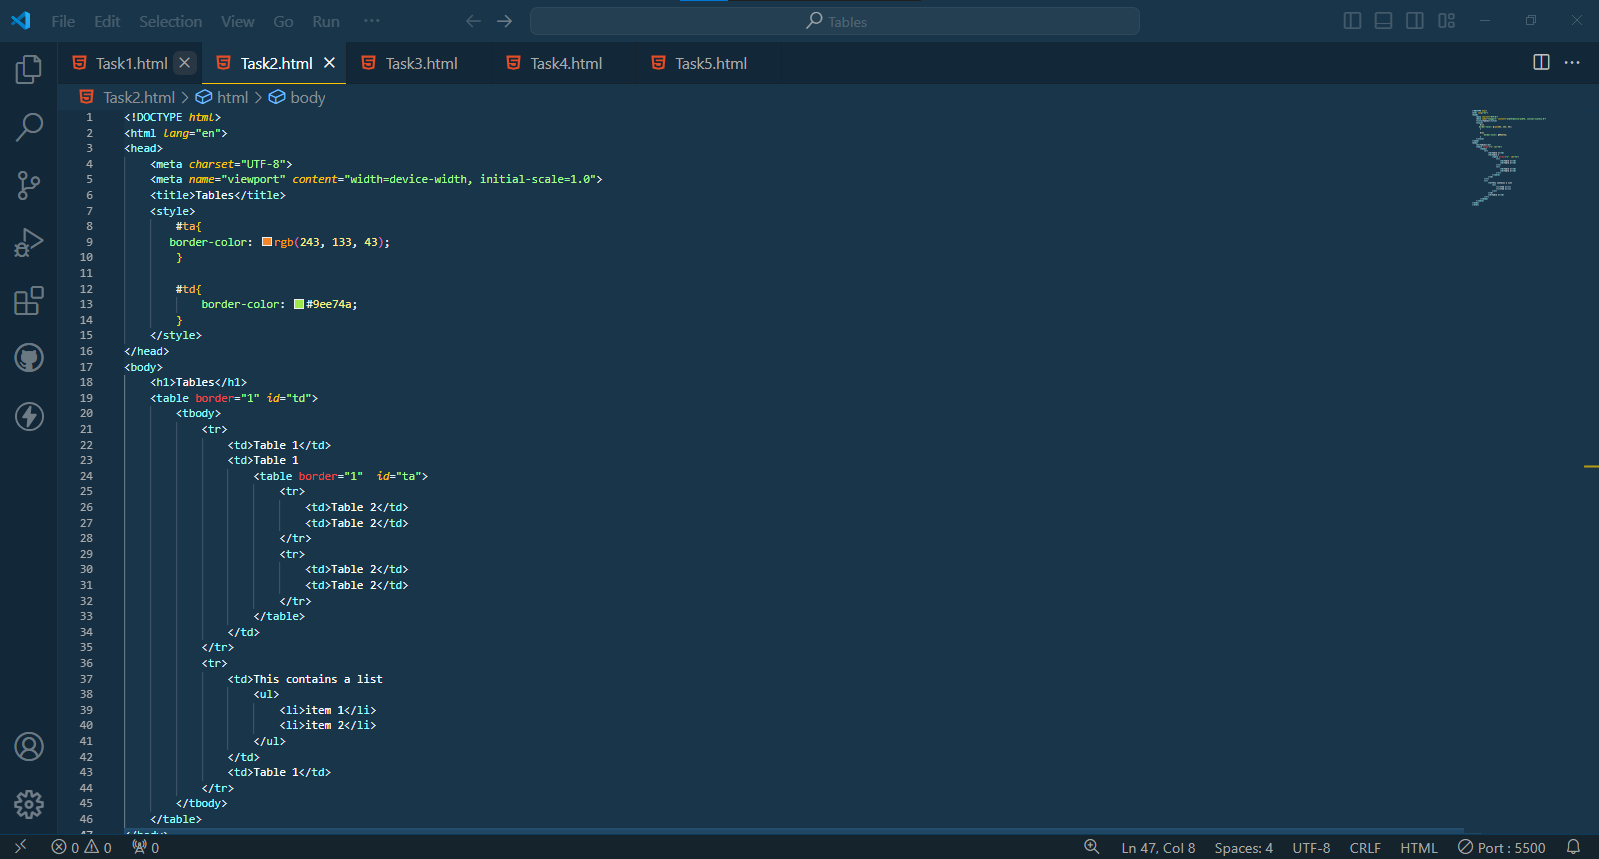 File Edit Selection View Go Run ··· Tables
Task1.html Task2.html Task3.html Task4.html Task5.html
Task2.html > html > body
1 <!DOCTYPE html>
2 <html lang="en">
3 <head>
4 <meta charset="UTF-8">
5 <meta name="viewport" content="width=device-width, initial-scale=1.0">
6 <title>Tables</title>
7 <style>
8 #ta{
9 border-color: rgb(243, 133, 43);
10 }
11
12 #td{
13 border-color: #9ee74a;
14 }
15 </style>
16 </head>
17 <body>
18 <h1>Tables</h1>
19 <table border="1" id="td">
20 <tbody>
21 <tr>
22 <td>Table 1</td>
23 <td>Table 1
24 <table border="1"  id="ta">
25 <tr>
26 <td>Table 2</td>
27 <td>Table 2</td>
28 </tr>
29 <tr>
30 <td>Table 2</td>
31 <td>Table 2</td>
32 </tr>
33 </table>
34 </td>
35 </tr>
36 <tr>
37 <td>This contains a list
38 <ul>
39 <li>item 1</li>
40 <li>item 2</li>
41 </ul>
42 </td>
43 <td>Table 1</td>
44 </tr>
45 </tbody>
46 </table>
47 </body>
0 0 0 Ln 47, Col 8 Spaces: 4 UTF-8 CRLF HTML Port : 5500